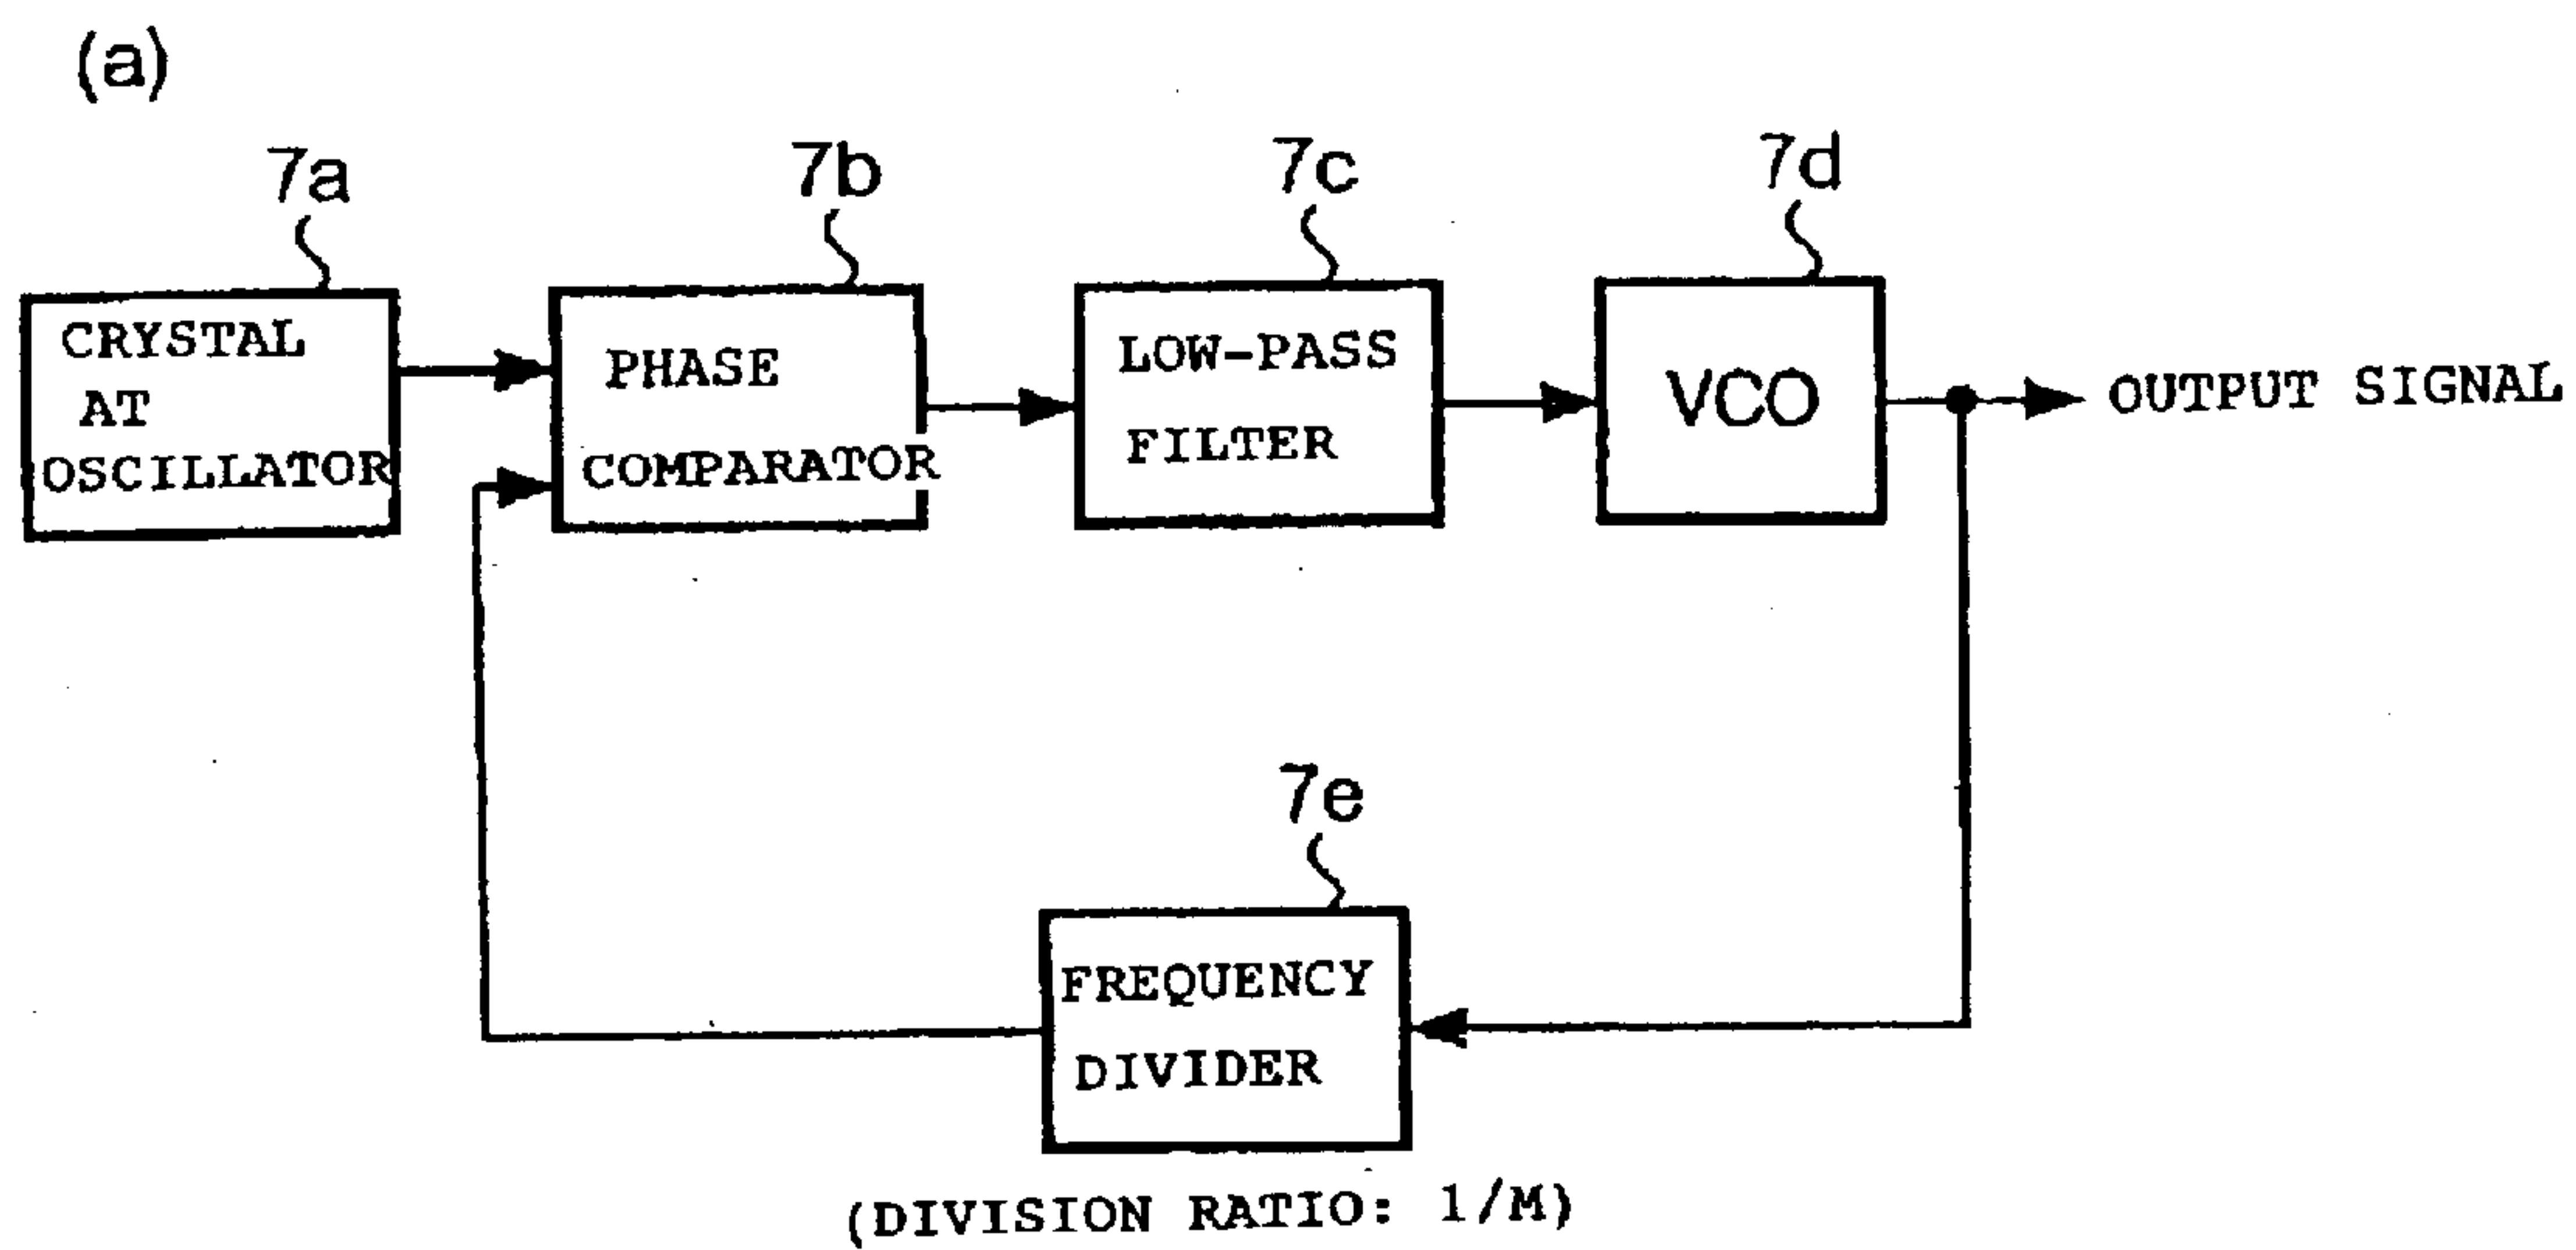 (a)
7a
7b
7c
7d
CRYSTAL
AT
OSCILLATOR
PHASE
COMPARATOR
LOW-PASS
FILTER
VCO
OUTPUT SIGNAL
7e
FREQUENCY
DIVIDER
(DIVISION RATIO: 1/M)